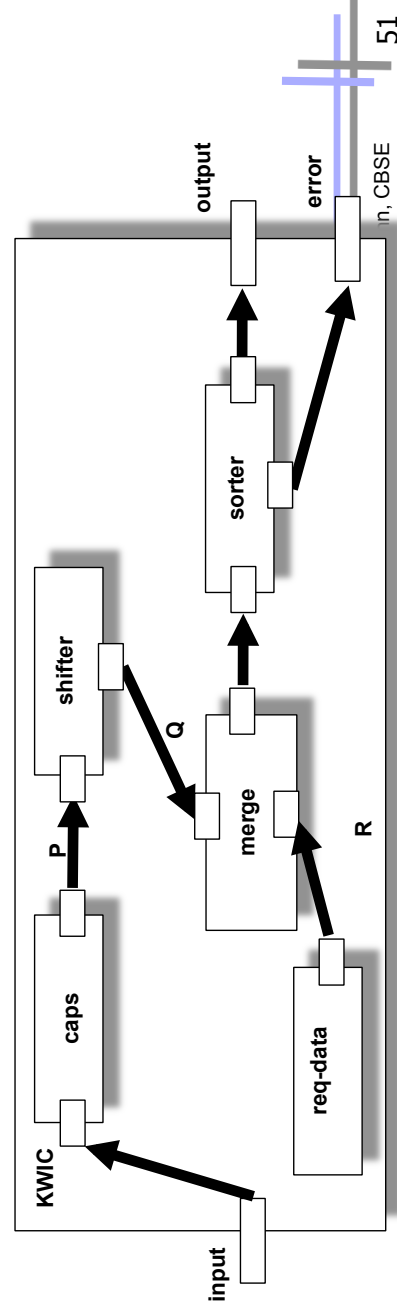 KWIC
input
caps
P
shifter
Q
req-data
R
merge
sorter
output
error
n, CBSE
51